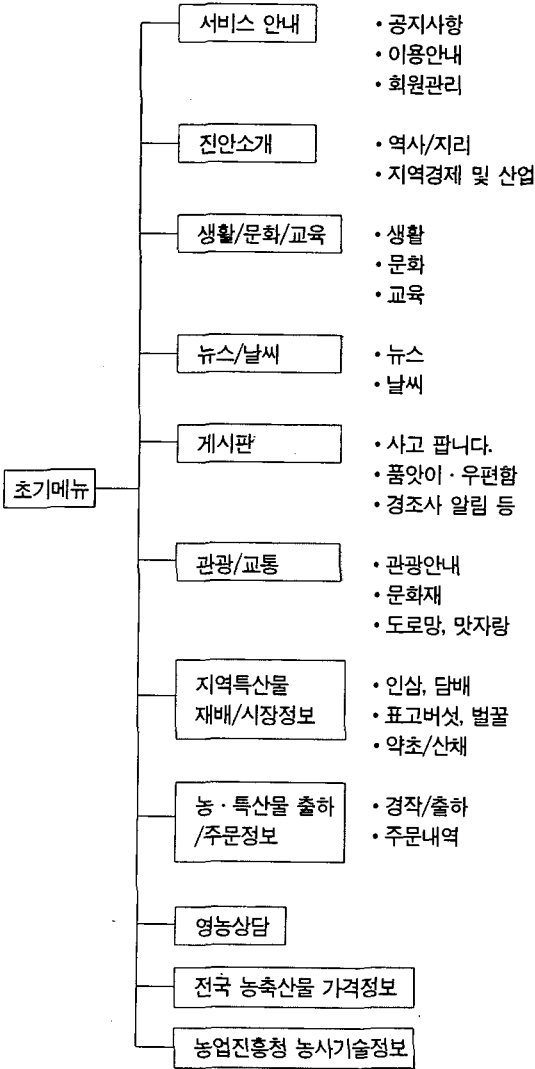 서비스 안내
• 공지사항
• 이용안내
• 회원관리
진안소개
• 역사/지리
• 지역경제 및 산업
생활/문화/교육
• 생활
• 문화
• 교육
뉴스/날씨
• 뉴스
• 날씨
게시판
• 사고 팝니다.
• 품앗이 · 우편함
• 경조사 알림 등
초기메뉴
관광/교통
• 관광안내
• 문화재
• 도로망, 맛자랑
지역특산물
재배/시장정보
• 인삼, 담배
• 표고버섯, 벌꿀
• 약초/산채
농 · 특산물 출하
/주문정보
• 경작/출하
• 주문내역
영농상담
전국 농축산물 가격정보
농업진흥청 농사기술정보